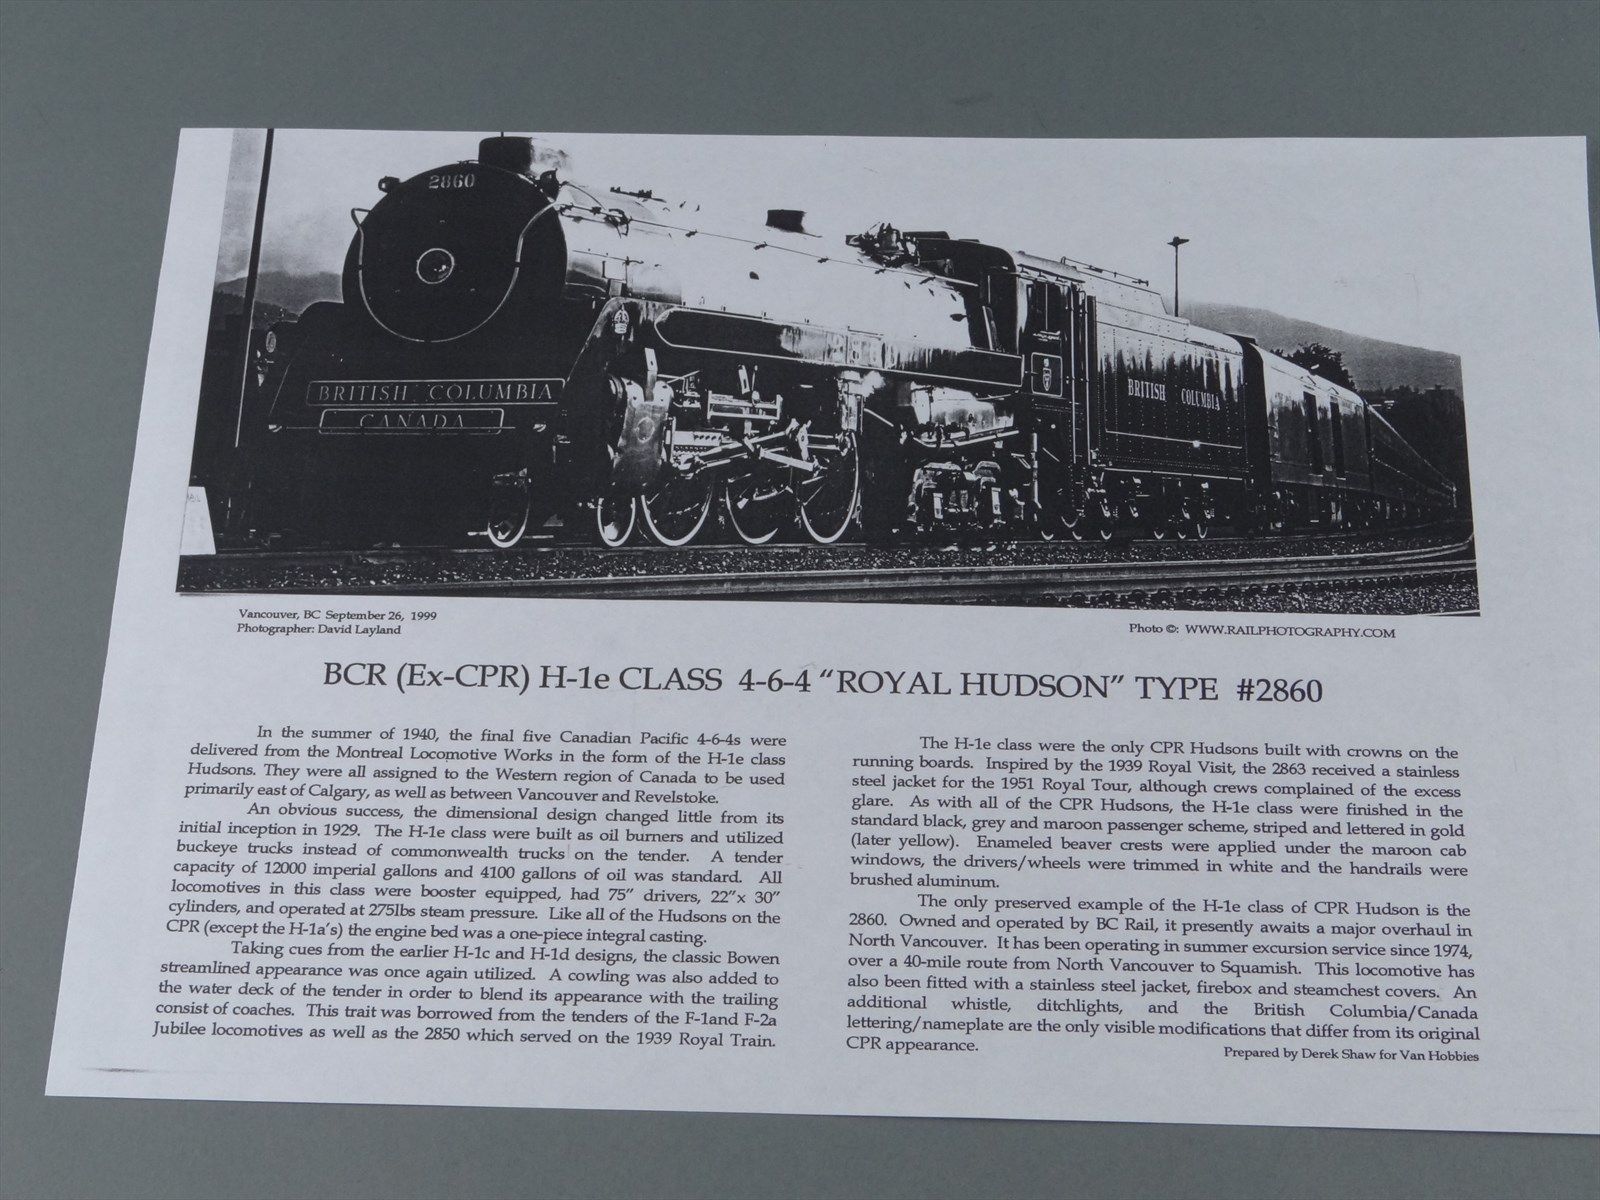 2860
BRITISH COLUMBIA
CANADA
BRITISH COLUMBIA
Vancouver, BC September 26, 1999
Photographer: David Layland
Photo ©: WWW.RAILPHOTOGRAPHY.COM
BCR (Ex-CPR) H-1e CLASS 4-6-4 “ROYAL HUDSON” TYPE #2860
In the summer of 1940, the final five Canadian Pacific 4-6-4s were
delivered from the Montreal Locomotive Works in the form of the H-1e class
Hudsons. They were all assigned to the Western region of Canada to be used
primarily east of Calgary, as well as between Vancouver and Revelstoke.
An obvious success, the dimensional design changed little from its
initial inception in 1929. The H-1e class were built as oil burners and utilized
buckeye trucks instead of commonwealth trucks on the tender. A tender
capacity of 12000 imperial gallons and 4100 gallons of oil was standard. All
locomotives in this class were booster equipped, had 75” drivers, 22”x 30”
cylinders, and operated at 275lbs steam pressure. Like all of the Hudsons on the
CPR (except the H-1a’s) the engine bed was a one-piece integral casting.
Taking cues from the earlier H-1c and H-1d designs, the classic Bowen
streamlined appearance was once again utilized. A cowling was also added to
the water deck of the tender in order to blend its appearance with the trailing
consist of coaches. This trait was borrowed from the tenders of the F-1and F-2a
Jubilee locomotives as well as the 2850 which served on the 1939 Royal Train.
The H-1e class were the only CPR Hudsons built with crowns on the
running boards. Inspired by the 1939 Royal Visit, the 2863 received a stainless
steel jacket for the 1951 Royal Tour, although crews complained of the excess
glare. As with all of the CPR Hudsons, the H-1e class were finished in the
standard black, grey and maroon passenger scheme, striped and lettered in gold
(later yellow). Enameled beaver crests were applied under the maroon cab
windows, the drivers/wheels were trimmed in white and the handrails were
brushed aluminum.
The only preserved example of the H-1e class of CPR Hudson is the
2860. Owned and operated by BC Rail, it presently awaits a major overhaul in
North Vancouver. It has been operating in summer excursion service since 1974,
over a 40-mile route from North Vancouver to Squamish. This locomotive has
also been fitted with a stainless steel jacket, firebox and steamchest covers. An
additional whistle, ditchlights, and the British Columbia/Canada
lettering/nameplate are the only visible modifications that differ from its original
CPR appearance.
Prepared by Derek Shaw for Van Hobbies